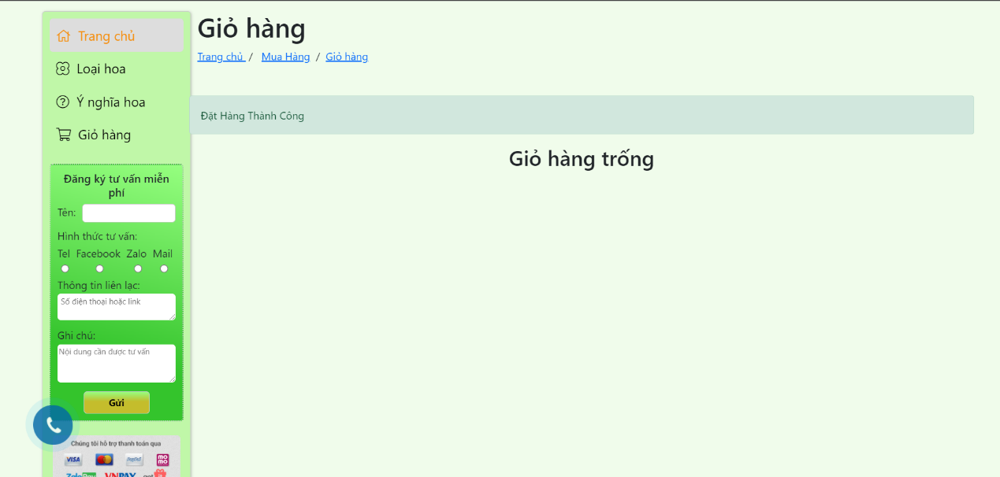 Trang chủ
Loại hoa
Ý nghĩa hoa
Giỏ hàng
Đăng ký tư vấn miễn
phí
Tên:
Hình thức tư vấn:
Tel Facebook Zalo Mail
Thông tin liên lạc:
Số điện thoại hoặc link
Ghi chú:
Nội dung cần được tư vấn
Gửi
Chúng tôi hỗ trợ thanh toán qua
VISA
mo mo
ZaloPay VNPAY
Giỏ hàng
Trang chủ / Mua Hàng / Giỏ hàng
Đặt Hàng Thành Công
Giỏ hàng trống